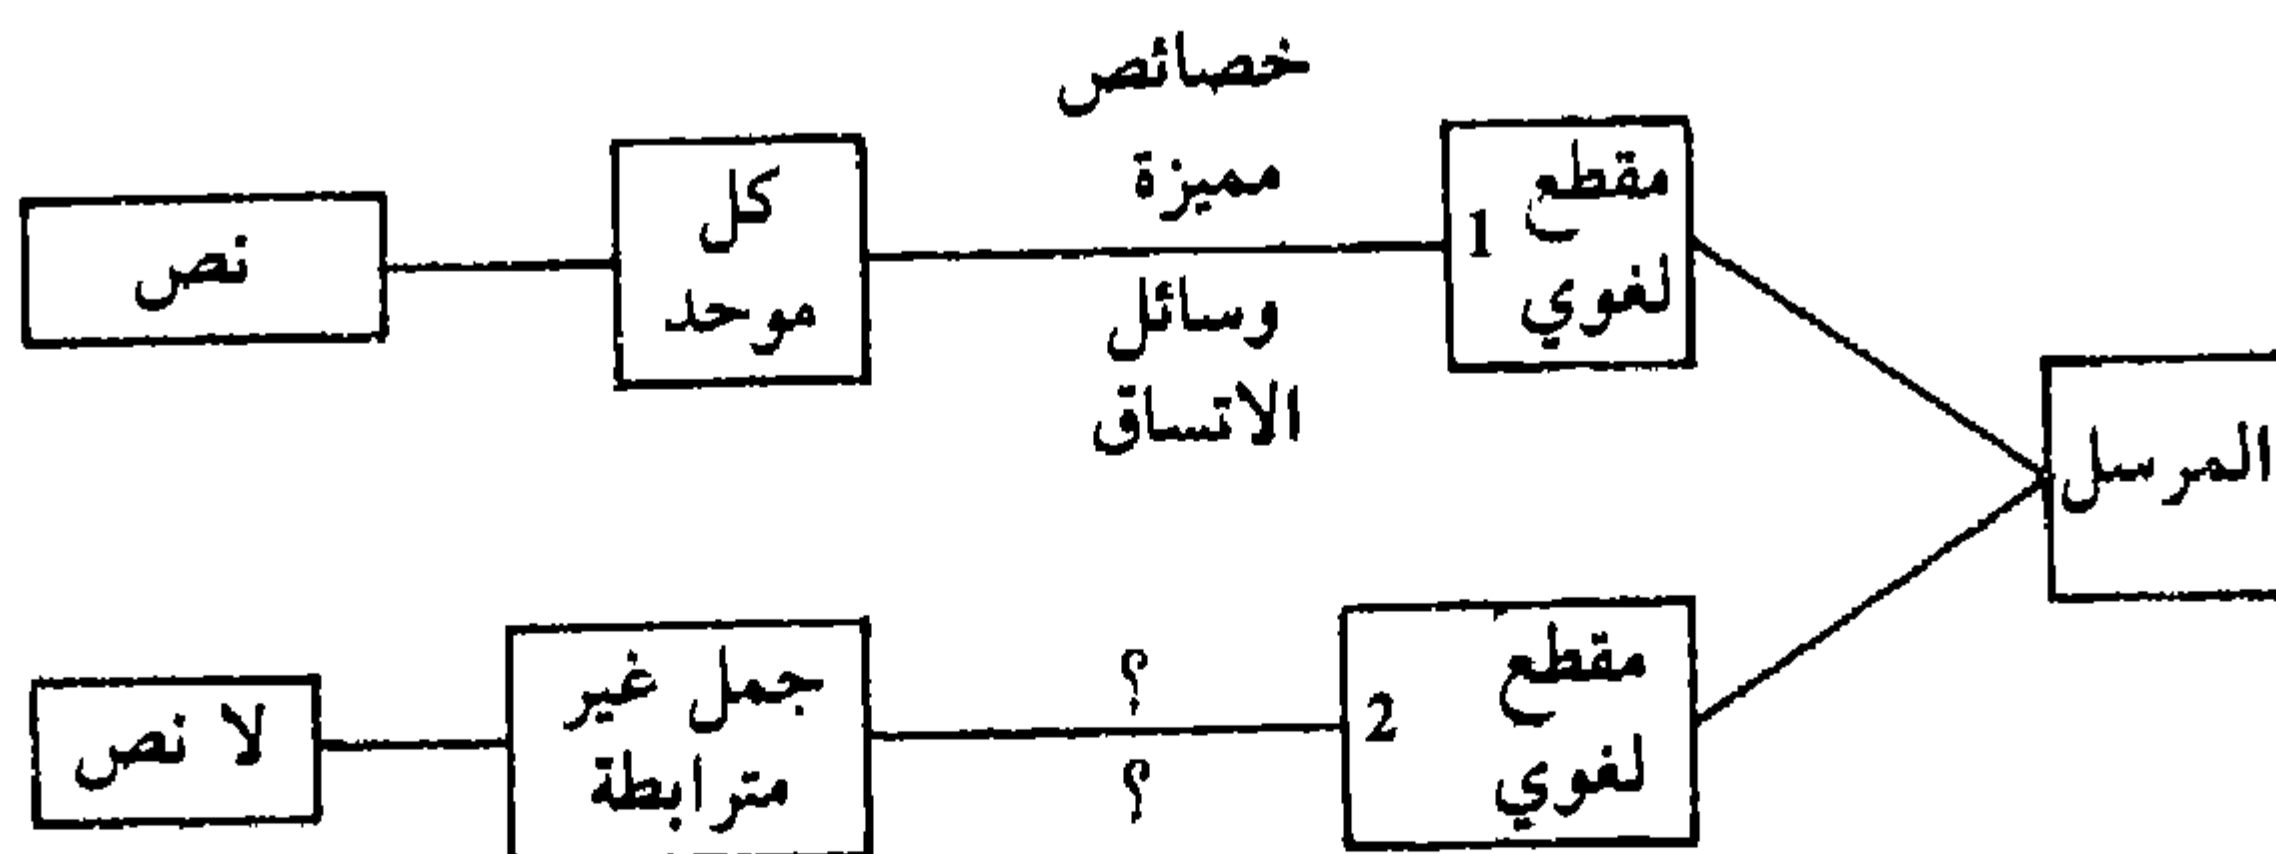 المرسل
مقطع
لغوي
1
خصائص
مميزة
وسائل
الاتساق
كل
موحد
نص
مقطع
لغوي
2
؟
؟
جمل غير
مترابطة
لا نص